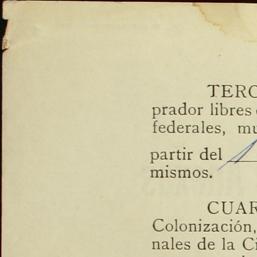 TERC
prador libres
federales, mu
partir del
mismos.
CUAR
Colonización,
nales de la Ci